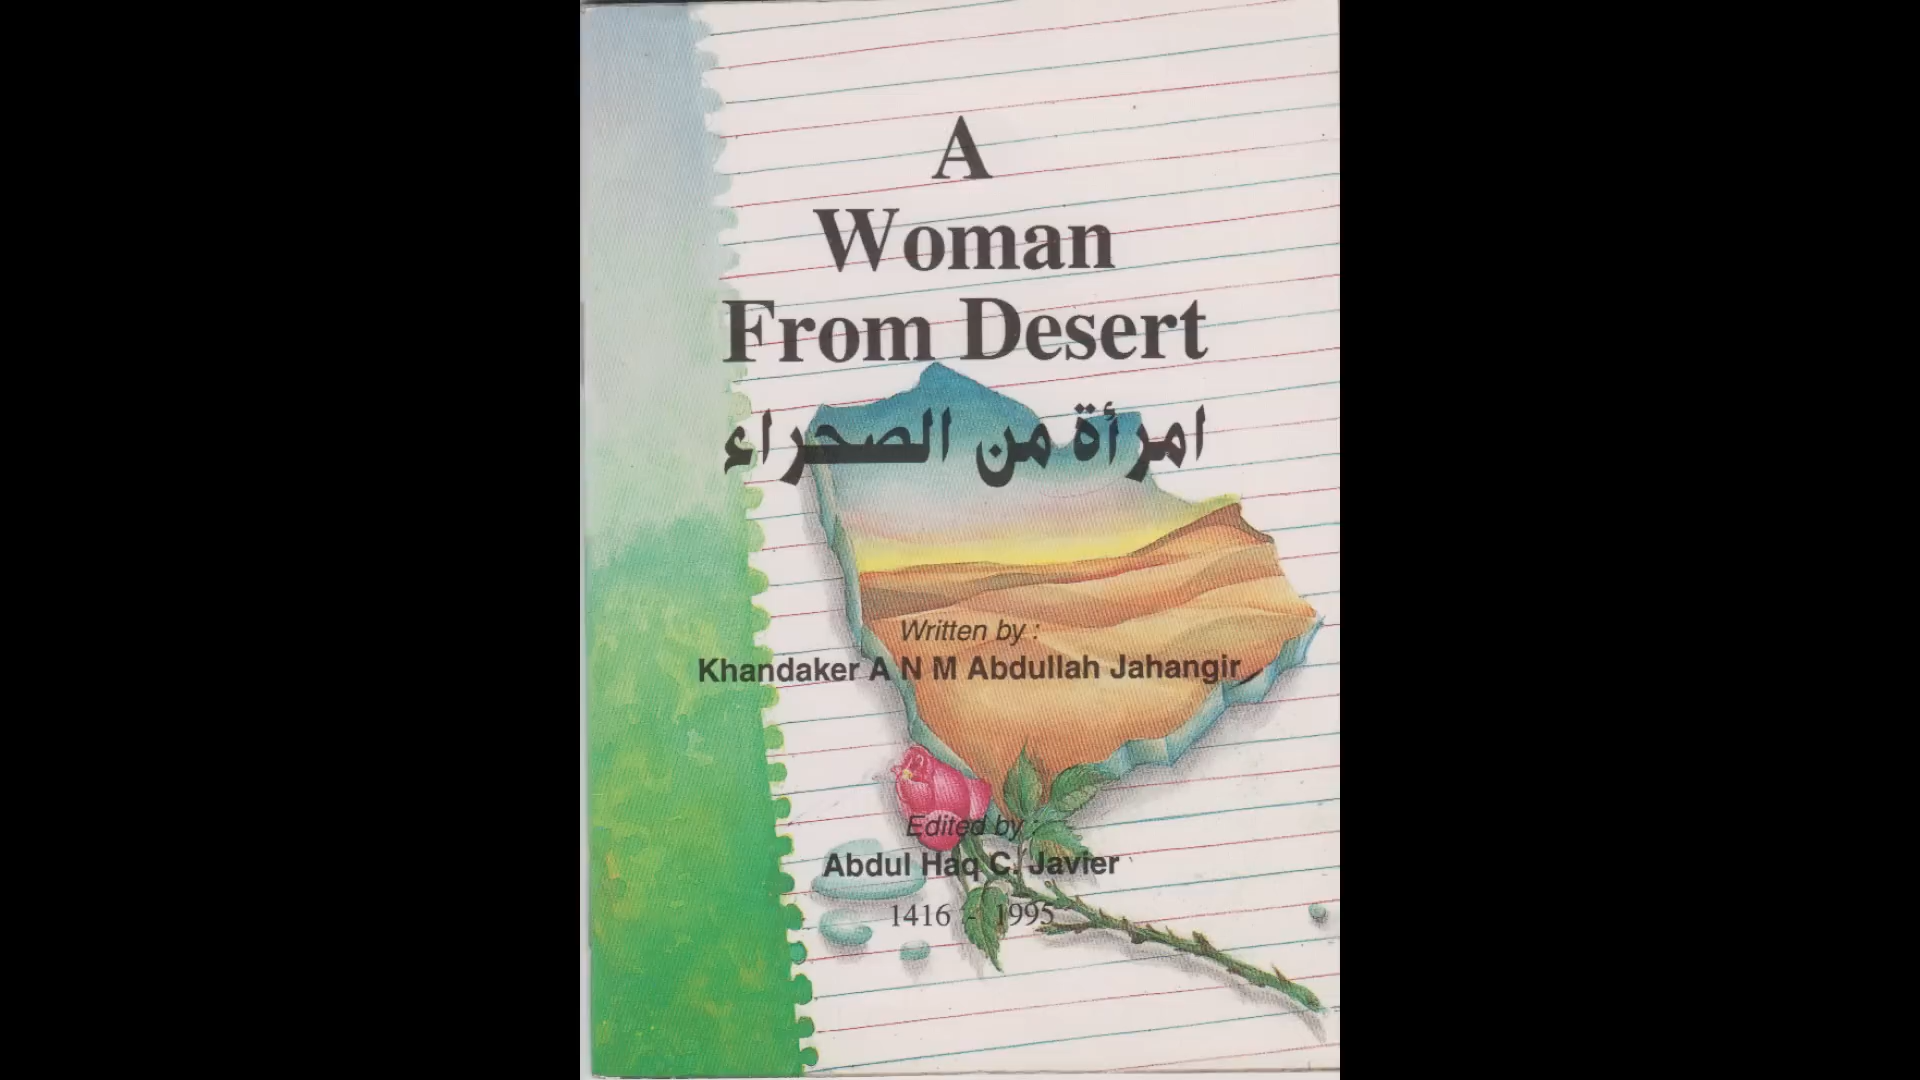 A
Woman
From Desert
امرأة من الصحراء
Written by :
Khandaker A N M Abdullah Jahangir
Edited by :
Abdul Haq C. Javier
1416 - 1995